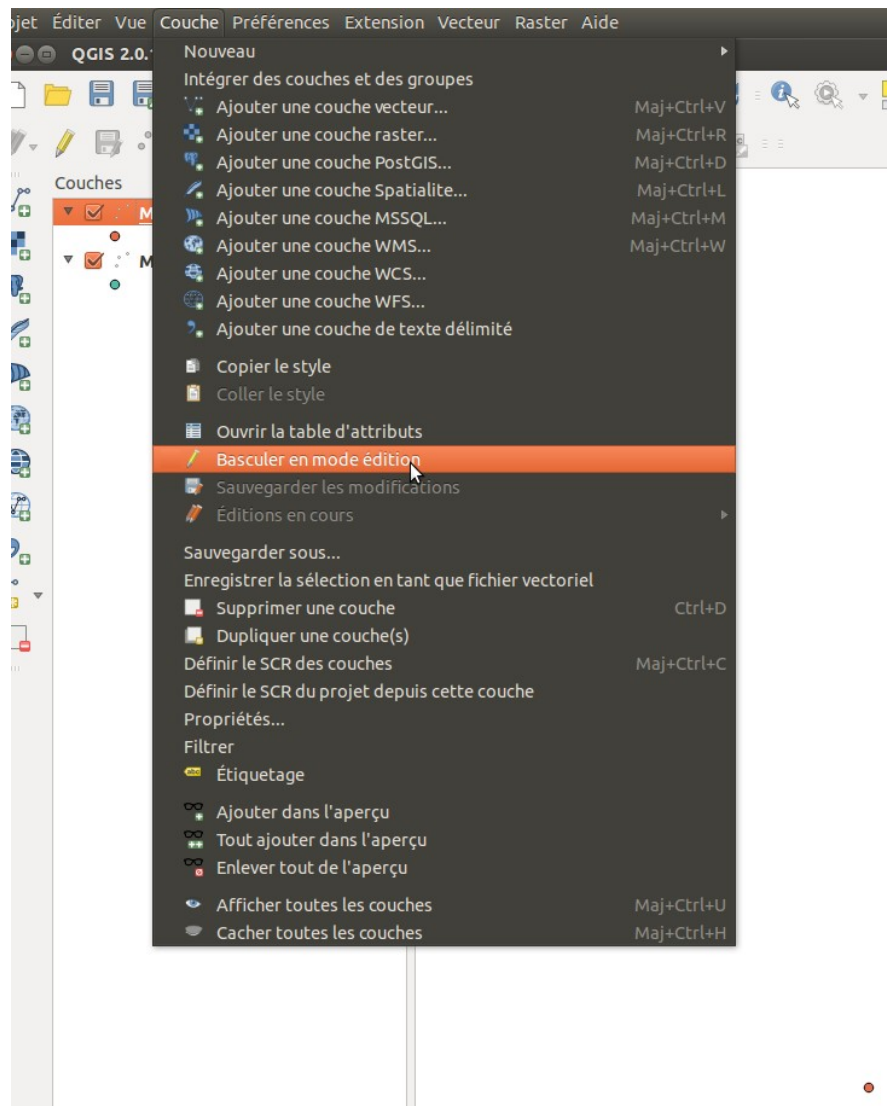 ojet Éditer Vue Couche Préférences Extension Vecteur Raster Aide
QGIS 2.0.
Nouveau
Intégrer des couches et des groupes
Ajouter une couche vecteur... Maj+Ctrl+V
Ajouter une couche raster... Maj+Ctrl+R
Ajouter une couche PostGIS... Maj+Ctrl+D
Ajouter une couche Spatialite... Maj+Ctrl+L
Ajouter une couche MSSQL... Maj+Ctrl+M
Ajouter une couche WMS... Maj+Ctrl+W
Ajouter une couche WCS...
Ajouter une couche WFS...
Ajouter une couche de texte délimité
Couches
M
M
Copier le style
Coller le style
Ouvrir la table d'attributs
Basculer en mode édition
Sauvegarder les modifications
Éditions en cours
Sauvegarder sous...
Enregistrer la sélection en tant que fichier vectoriel
Supprimer une couche Ctrl+D
Dupliquer une couche(s)
Définir le SCR des couches Maj+Ctrl+C
Définir le SCR du projet depuis cette couche
Propriétés...
Filtrer
abc Étiquetage
Ajouter dans l'aperçu
Tout ajouter dans l'aperçu
Enlever tout de l'aperçu
Afficher toutes les couches Maj+Ctrl+U
Cacher toutes les couches Maj+Ctrl+H